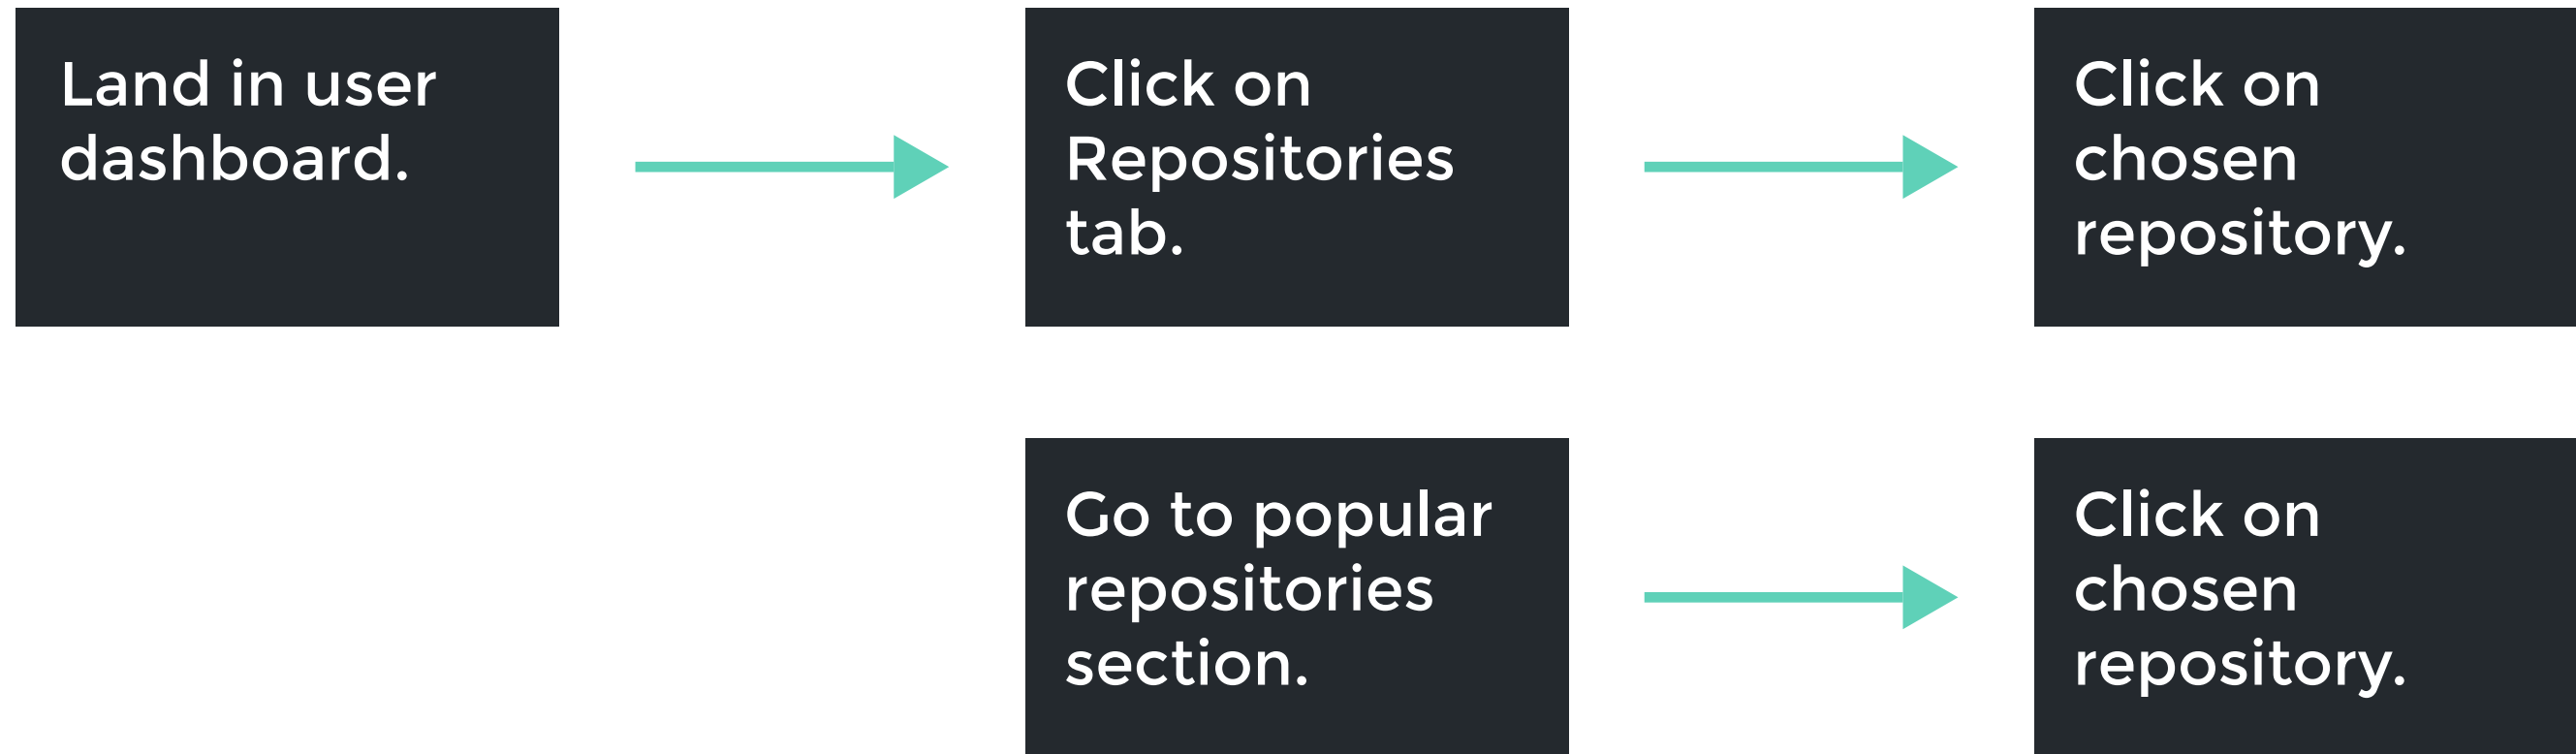 Land in user
dashboard.
Click on
Repositories
tab.
Click on
chosen
repository.
Go to popular
repositories
section.
Click on
chosen
repository.